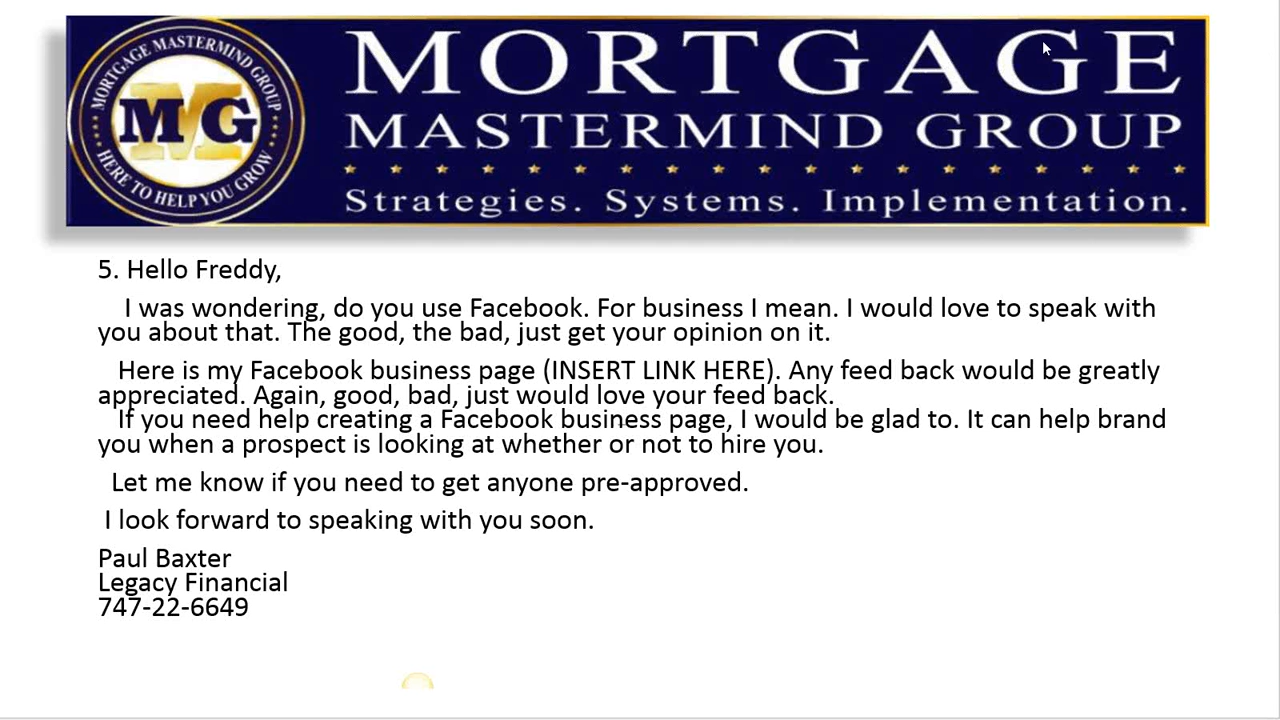 MORTGAGE MASTERMIND GROUP
MG
HERE TO HELP YOU GROW
MORTGAGE
MASTERMIND GROUP
Strategies. Systems. Implementation.
5. Hello Freddy,
I was wondering, do you use Facebook. For business I mean. I would love to speak with
you about that. The good, the bad, just get your opinion on it.
Here is my Facebook business page (INSERT LINK HERE). Any feed back would be greatly
appreciated. Again, good, bad, just would love your feed back.
If you need help creating a Facebook business page, I would be glad to. It can help brand
you when a prospect is looking at whether or not to hire you.
Let me know if you need to get anyone pre-approved.
I look forward to speaking with you soon.
Paul Baxter
Legacy Financial
747-22-6649